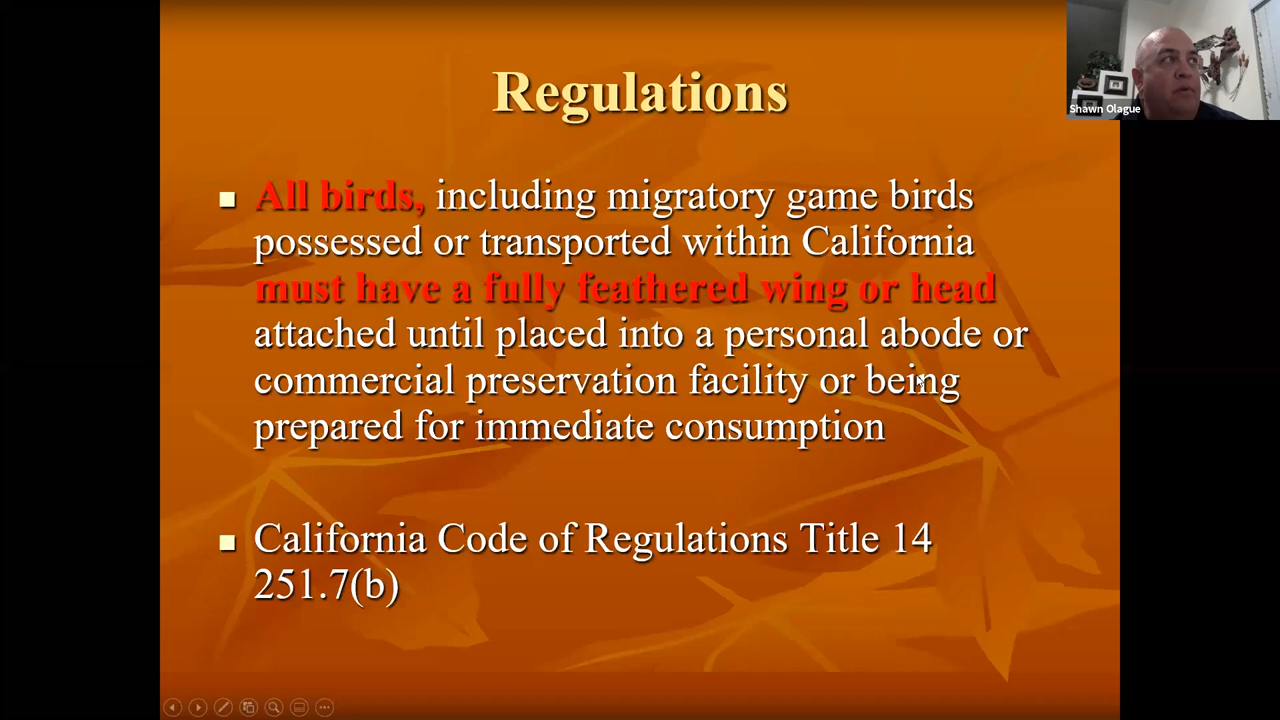 Regulations
Shawn Olague
All birds, including migratory game birds
possessed or transported within California
must have a fully feathered wing or head
attached until placed into a personal abode or
commercial preservation facility or being
prepared for immediate consumption
California Code of Regulations Title 14
251.7(b)